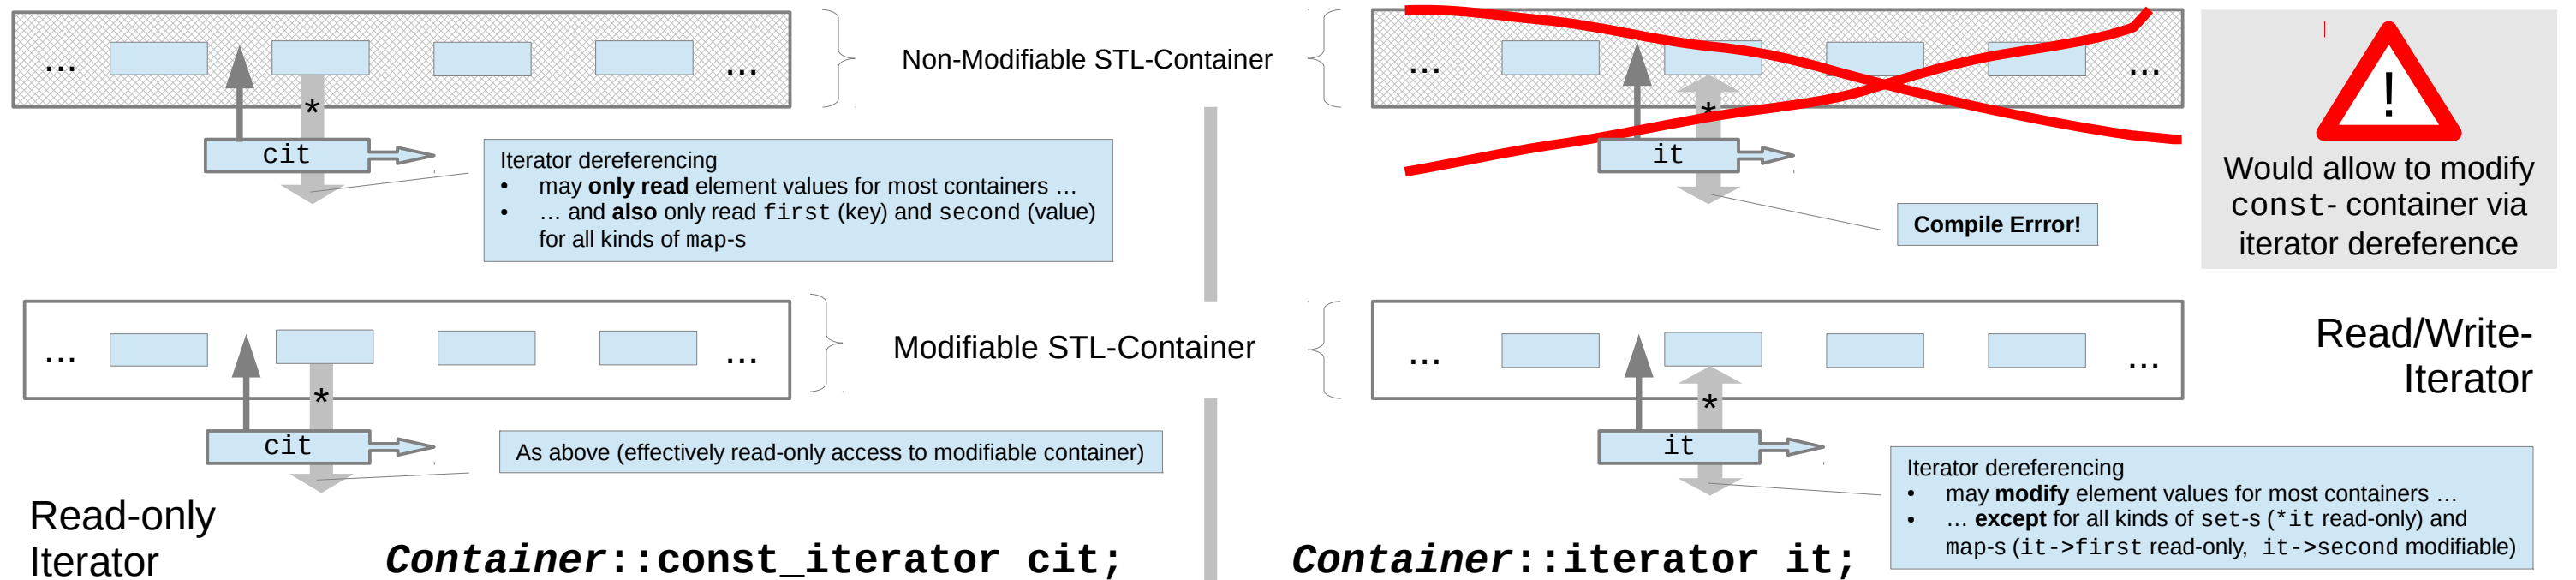 ...
...
*
cit
Iterator dereferencing
• may only read element values for most containers …
• … and also only read first (key) and second (value)
for all kinds of map-s
Non-Modifiable STL-Container
...
...
*
it
Compile Errror!
!
Would allow to modify
const- container via
iterator dereference
...
...
*
cit
As above (effectively read-only access to modifiable container)
Modifiable STL-Container
...
...
*
it
Read/Write-
Iterator
Iterator dereferencing
• may modify element values for most containers …
• … except for all kinds of set-s (*it read-only) and
map-s (it->first read-only, it->second modifiable)
Read-only
Iterator
Container::const_iterator cit;
Container::iterator it;